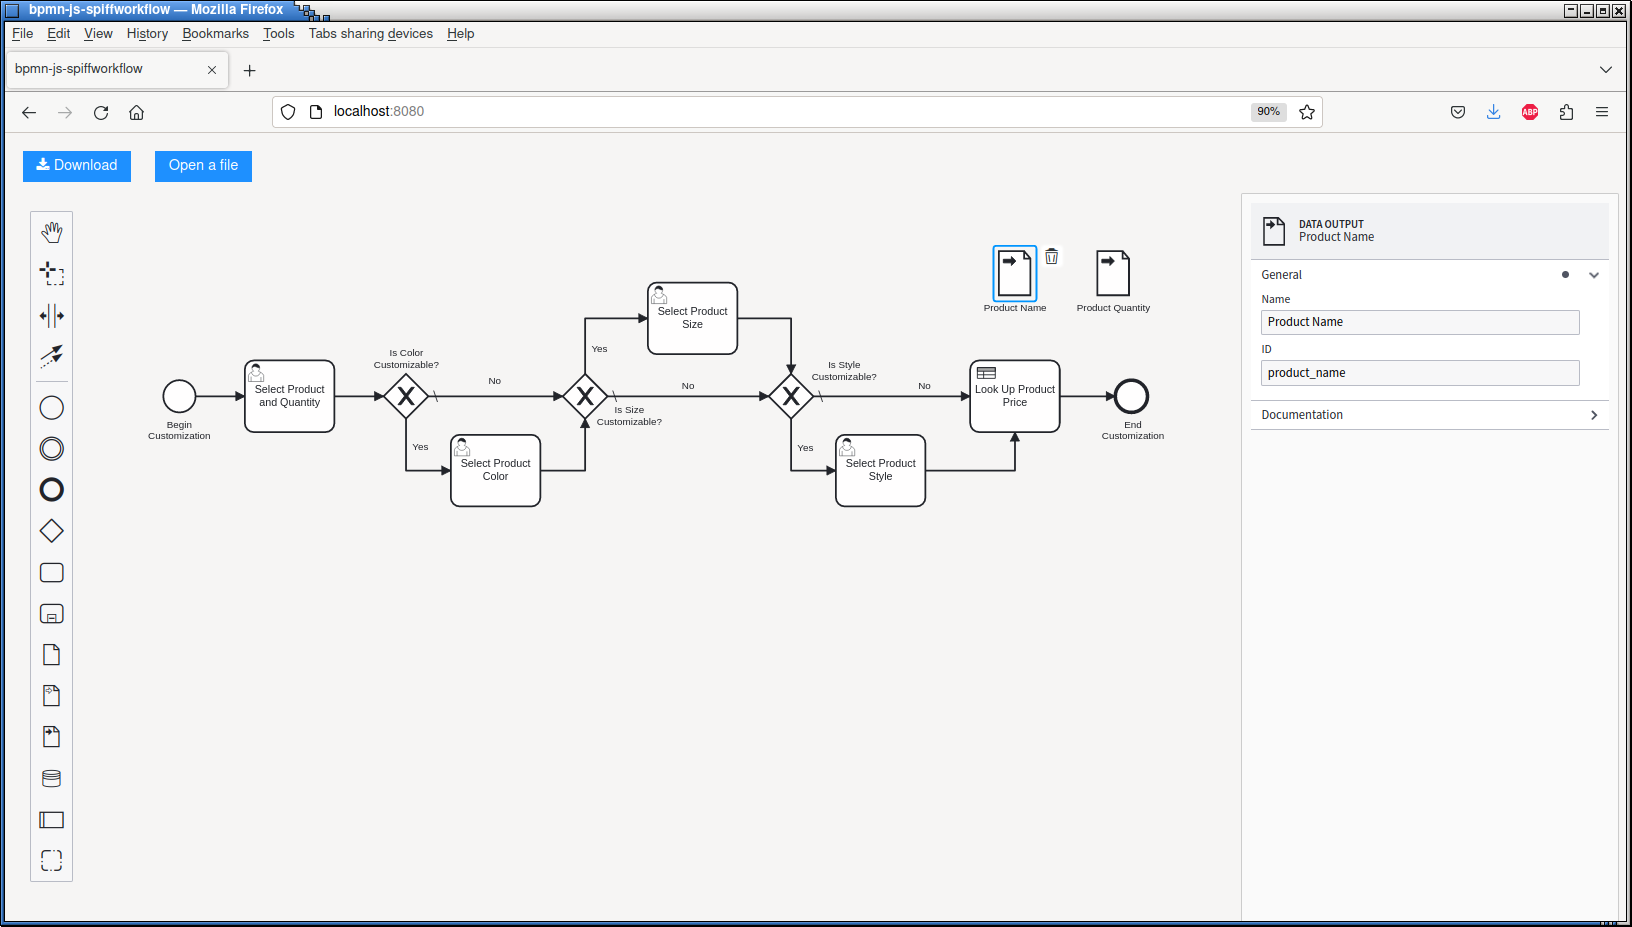 bpmn-js-spiffworkflow — Mozilla Firefox
File Edit View History Bookmarks Tools Tabs sharing devices Help
bpmn-js-spiffworkflow
localhost:8080
90%
ABP
Download
Open a file
Begin
Customization
Select Product
and Quantity
Is Color
Customizable?
No
Yes
Select Product
Color
Yes
Select Product
Size
Is Size
Customizable?
No
Is Style
Customizable?
No
Yes
Select Product
Style
Product Name
Product Quantity
Look Up Product
Price
End
Customization
DATA OUTPUT
Product Name
General
Name
Product Name
ID
product_name
Documentation